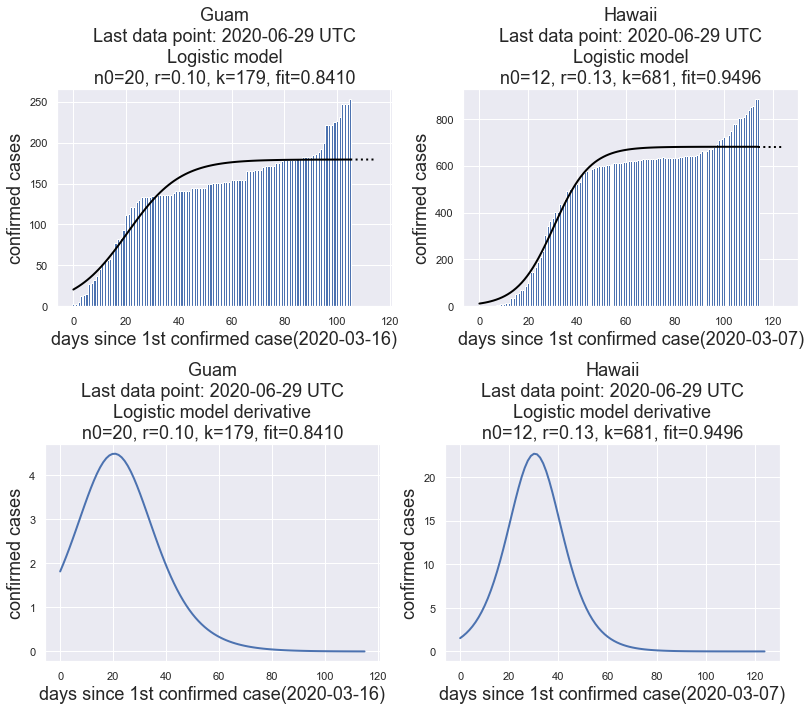 Guam
Last data point: 2020-06-29 UTC
Logistic model
n0=20, r=0.10, k=179, fit=0.8410
250
200
150
100
50
0
confirmed cases
0 20 40 60 80 100 120
days since 1st confirmed case(2020-03-16)
Hawaii
Last data point: 2020-06-29 UTC
Logistic model
n0=12, r=0.13, k=681, fit=0.9496
800
600
400
200
0
confirmed cases
0 20 40 60 80 100 120
days since 1st confirmed case(2020-03-07)
Guam
Last data point: 2020-06-29 UTC
Logistic model derivative
n0=20, r=0.10, k=179, fit=0.8410
4
3
2
1
0
confirmed cases
0 20 40 60 80 100 120
days since 1st confirmed case(2020-03-16)
Hawaii
Last data point: 2020-06-29 UTC
Logistic model derivative
n0=12, r=0.13, k=681, fit=0.9496
20
15
10
5
0
confirmed cases
0 20 40 60 80 100 120
days since 1st confirmed case(2020-03-07)